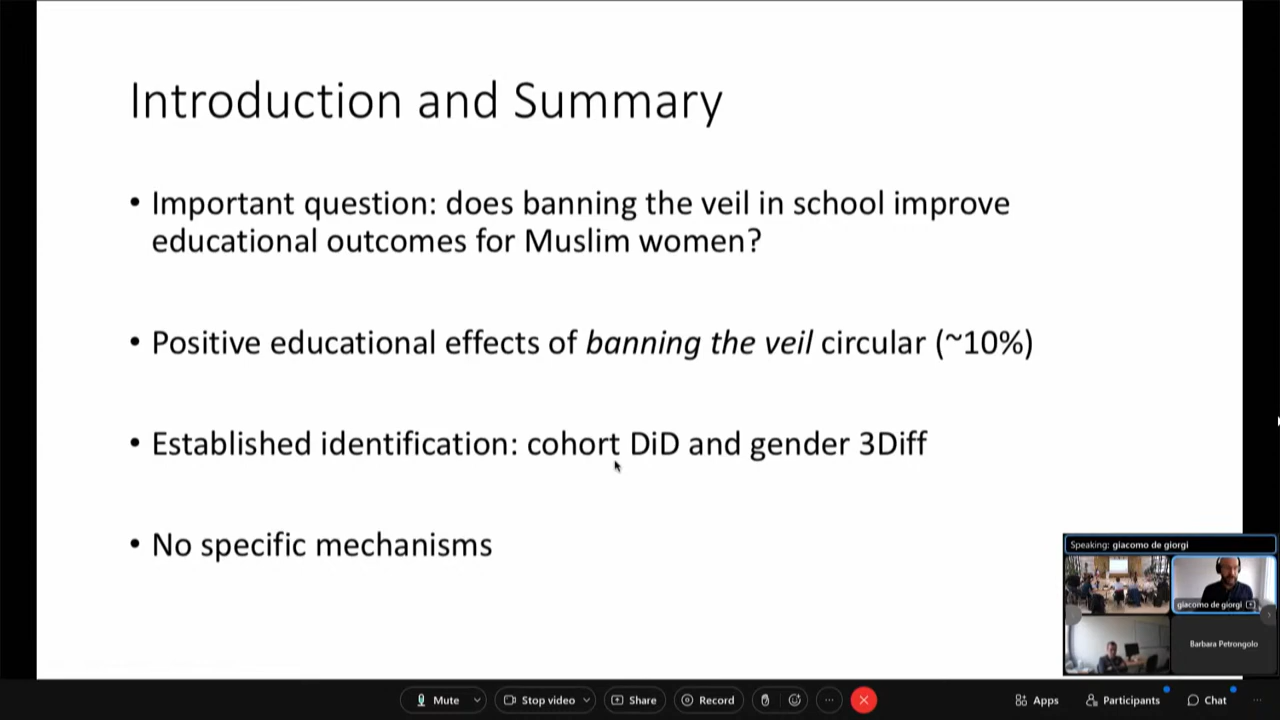 Introduction and Summary
• Important question: does banning the veil in school improve
educational outcomes for Muslim women?
• Positive educational effects of banning the veil circular (~10%)
• Established identification: cohort DiD and gender 3Diff
• No specific mechanisms
Speaking: giacomo de giorgi
giacomo de giorgi
Barbara Petrongolo
Mute
Stop video
Share
Record
Apps
Participants
Chat